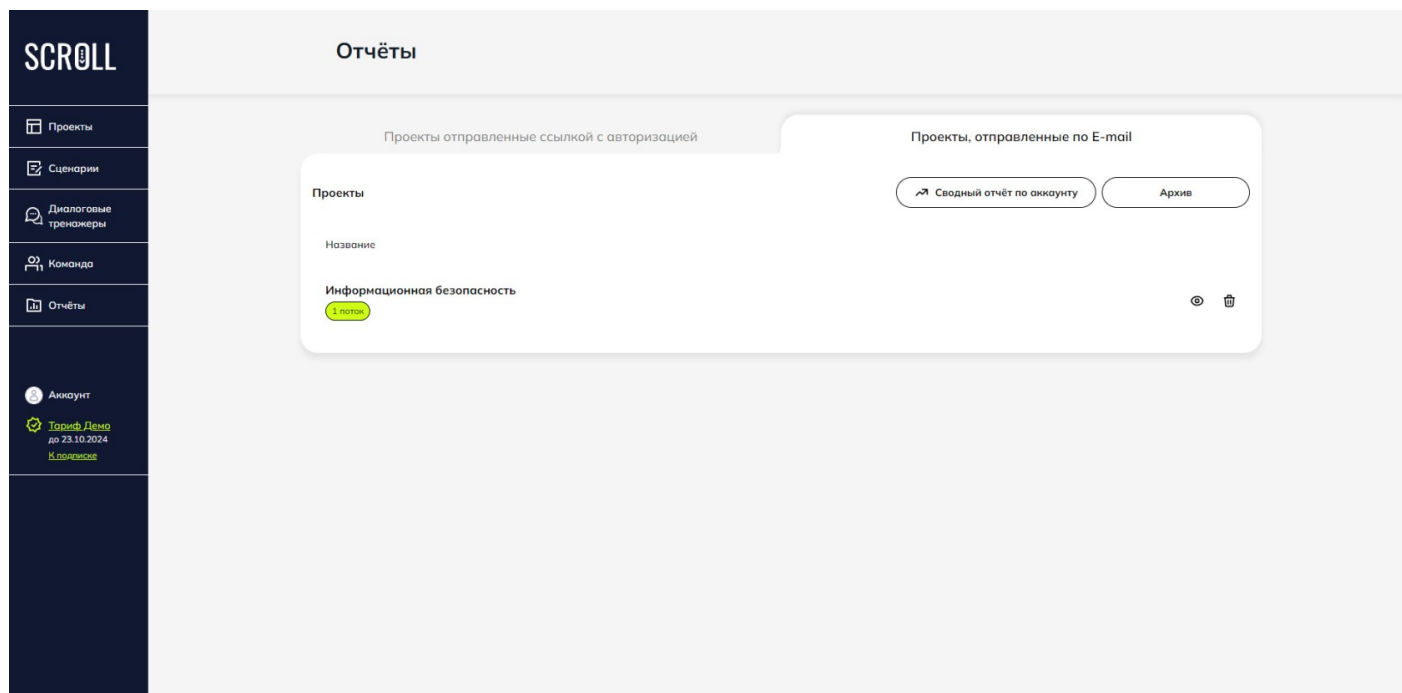 SCROLL
Отчёты
Проекты
Сценарии
Диалоговые
тренажеры
Команда
Отчёты
Аккаунт
Тариф Демо
до 23.10.2024
К подписке
Проекты отправленные ссылкой с авторизацией
Проекты, отправленные по E-mail
Проекты
Сводный отчёт по аккаунту
Архив
Название
Информационная безопасность
1 поток